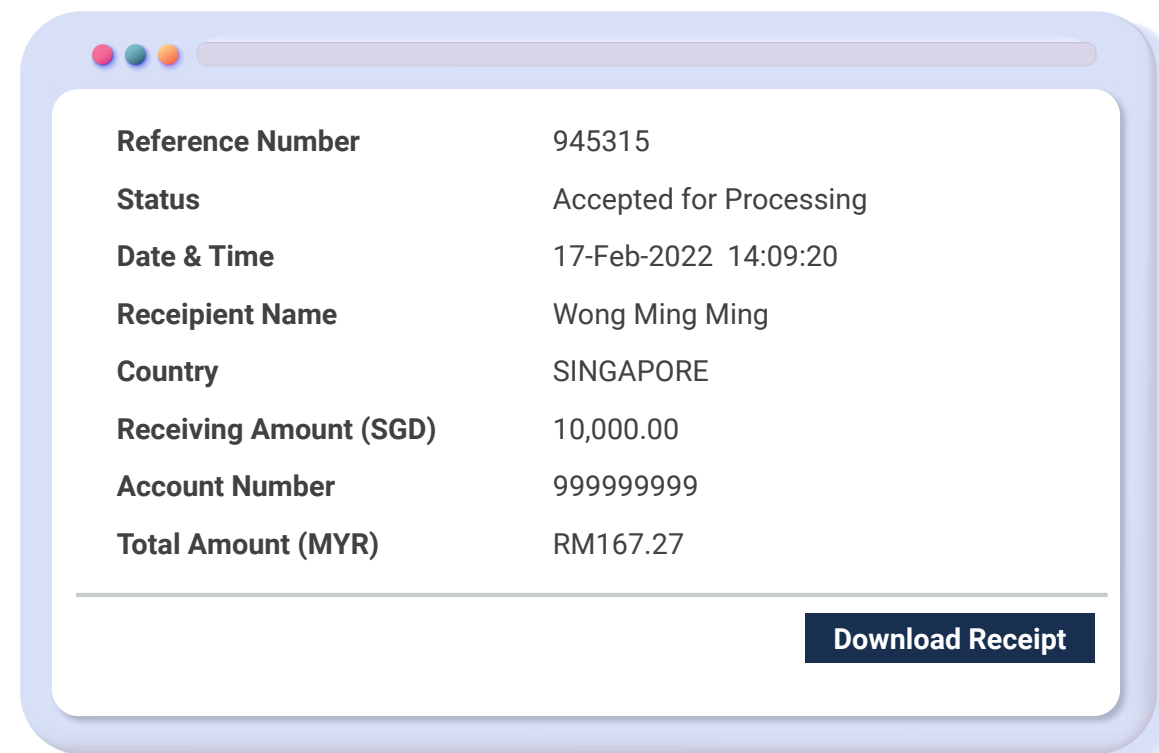 Reference Number 945315
Status Accepted for Processing
Date & Time 17-Feb-2022 14:09:20
Receipient Name Wong Ming Ming
Country SINGAPORE
Receiving Amount (SGD) 10,000.00
Account Number 999999999
Total Amount (MYR) RM167.27
Download Receipt